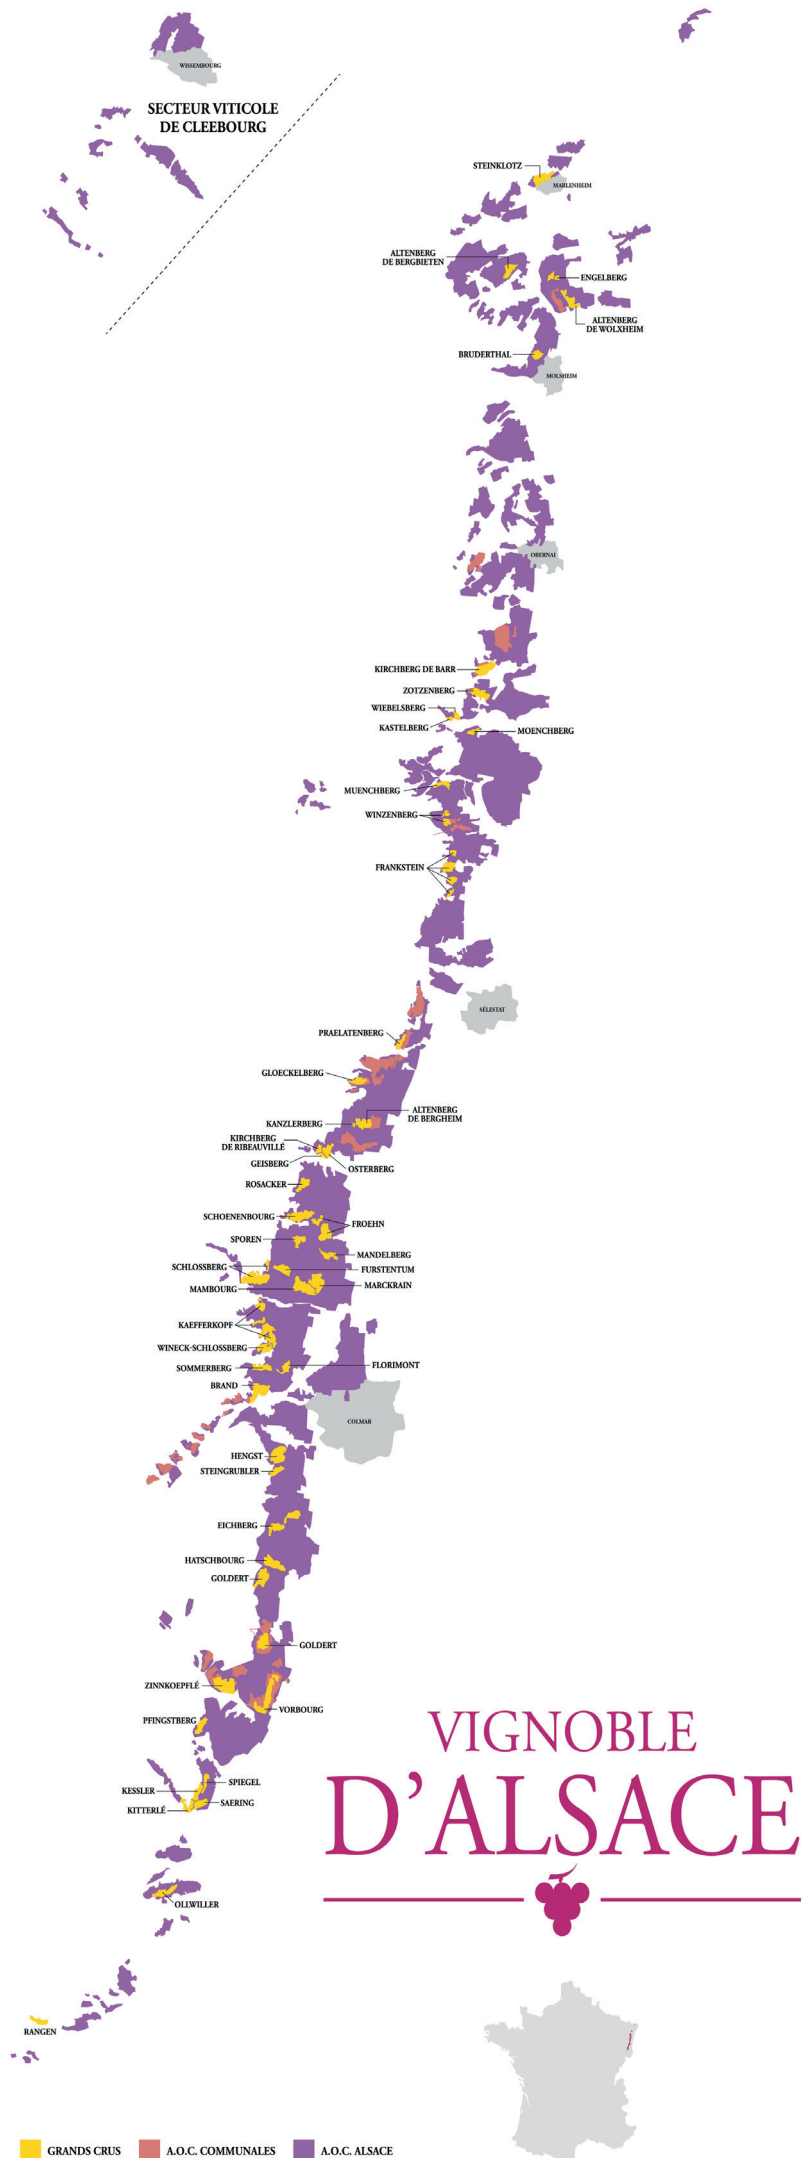 WISSEMBOURG
SECTEUR VITICOLE
DE CLEEBOURG
STEINKLOTZ
MARLENHEIM
ALTENBERG
DE BERGBIETEN
ENGELBERG
ALTENBERG
DE WOLXHEIM
BRUDERTHAL
MOLSHEIM
OBERNAI
KIRCHBERG DE BARR
ZOTZENBERG
WIEBELSBERG
KASTELBERG
MOENCHBERG
MUENCHBERG
WINZENBERG
FRANKSTEIN
SÉLESTAT
PRAELATENBERG
GLOECKELBERG
ALTENBERG
DE BERGHEIM
KANZLERBERG
KIRCHBERG
DE RIBEAUVILLÉ
GEISBERG
OSTERBERG
ROSACKER
SCHOENENBOURG
FROEHN
SPOREN
MANDELBERG
SCHLOSSBERG
FURSTENTUM
MAMBOURG
MARCKRAIN
KAEFFERKOPF
WINECK-SCHLOSSBERG
SOMMERBERG
FLORIMONT
BRAND
COLMAR
HENGST
STEINGRUBLER
EICHBERG
HATSCHBOURG
GOLDERT
GOLDERT
ZINNKOEPFLÉ
VORBOURG
PFINGSTBERG
SPIEGEL
KESSLER
SAERING
KITTERLÉ
VIGNOBLE
D'ALSACE
OLLWILLER
RANGEN
GRANDS CRUS
A.O.C. COMMUNALES
A.O.C. ALSACE